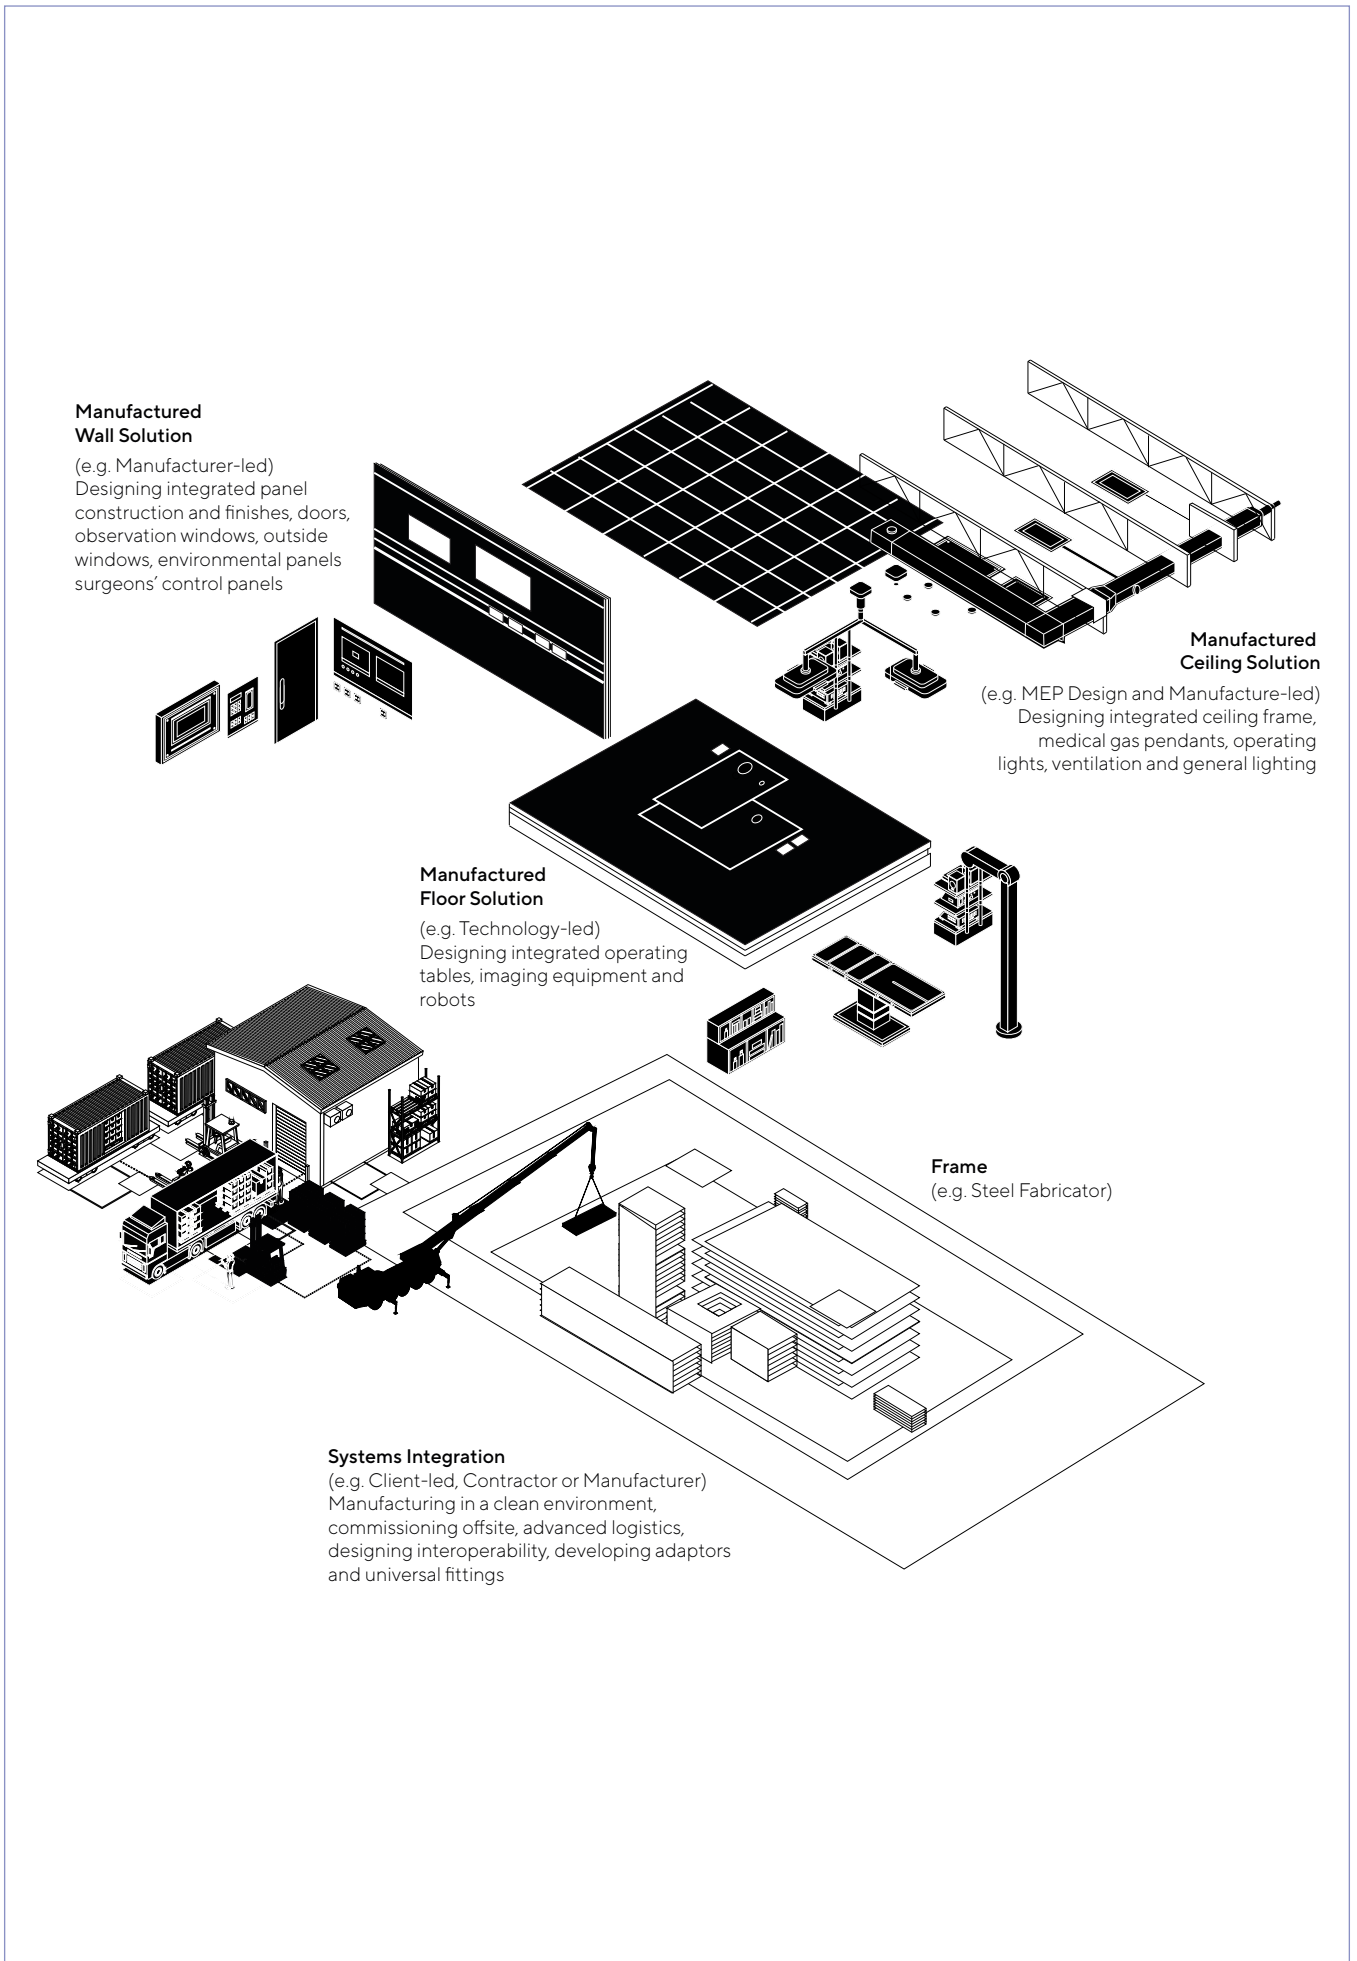 Manufactured
Wall Solution
(e.g. Manufacturer-led)
Designing integrated panel
construction and finishes, doors,
observation windows, outside
windows, environmental panels
surgeons’ control panels
Manufactured
Ceiling Solution
(e.g. MEP Design and Manufacture-led)
Designing integrated ceiling frame,
medical gas pendants, operating
lights, ventilation and general lighting
Manufactured
Floor Solution
(e.g. Technology-led)
Designing integrated operating
tables, imaging equipment and
robots
Frame
(e.g. Steel Fabricator)
Systems Integration
(e.g. Client-led, Contractor or Manufacturer)
Manufacturing in a clean environment,
commissioning offsite, advanced logistics,
designing interoperability, developing adaptors
and universal fittings